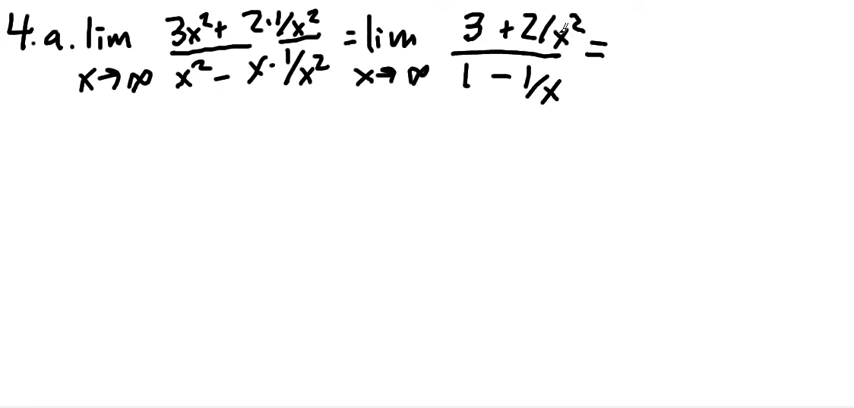 4.a. lim x→∞ 3x²+ 2·1/x² / x²- x·1/x² = lim x→∞ 3 + 2/x² / 1 - 1/x =